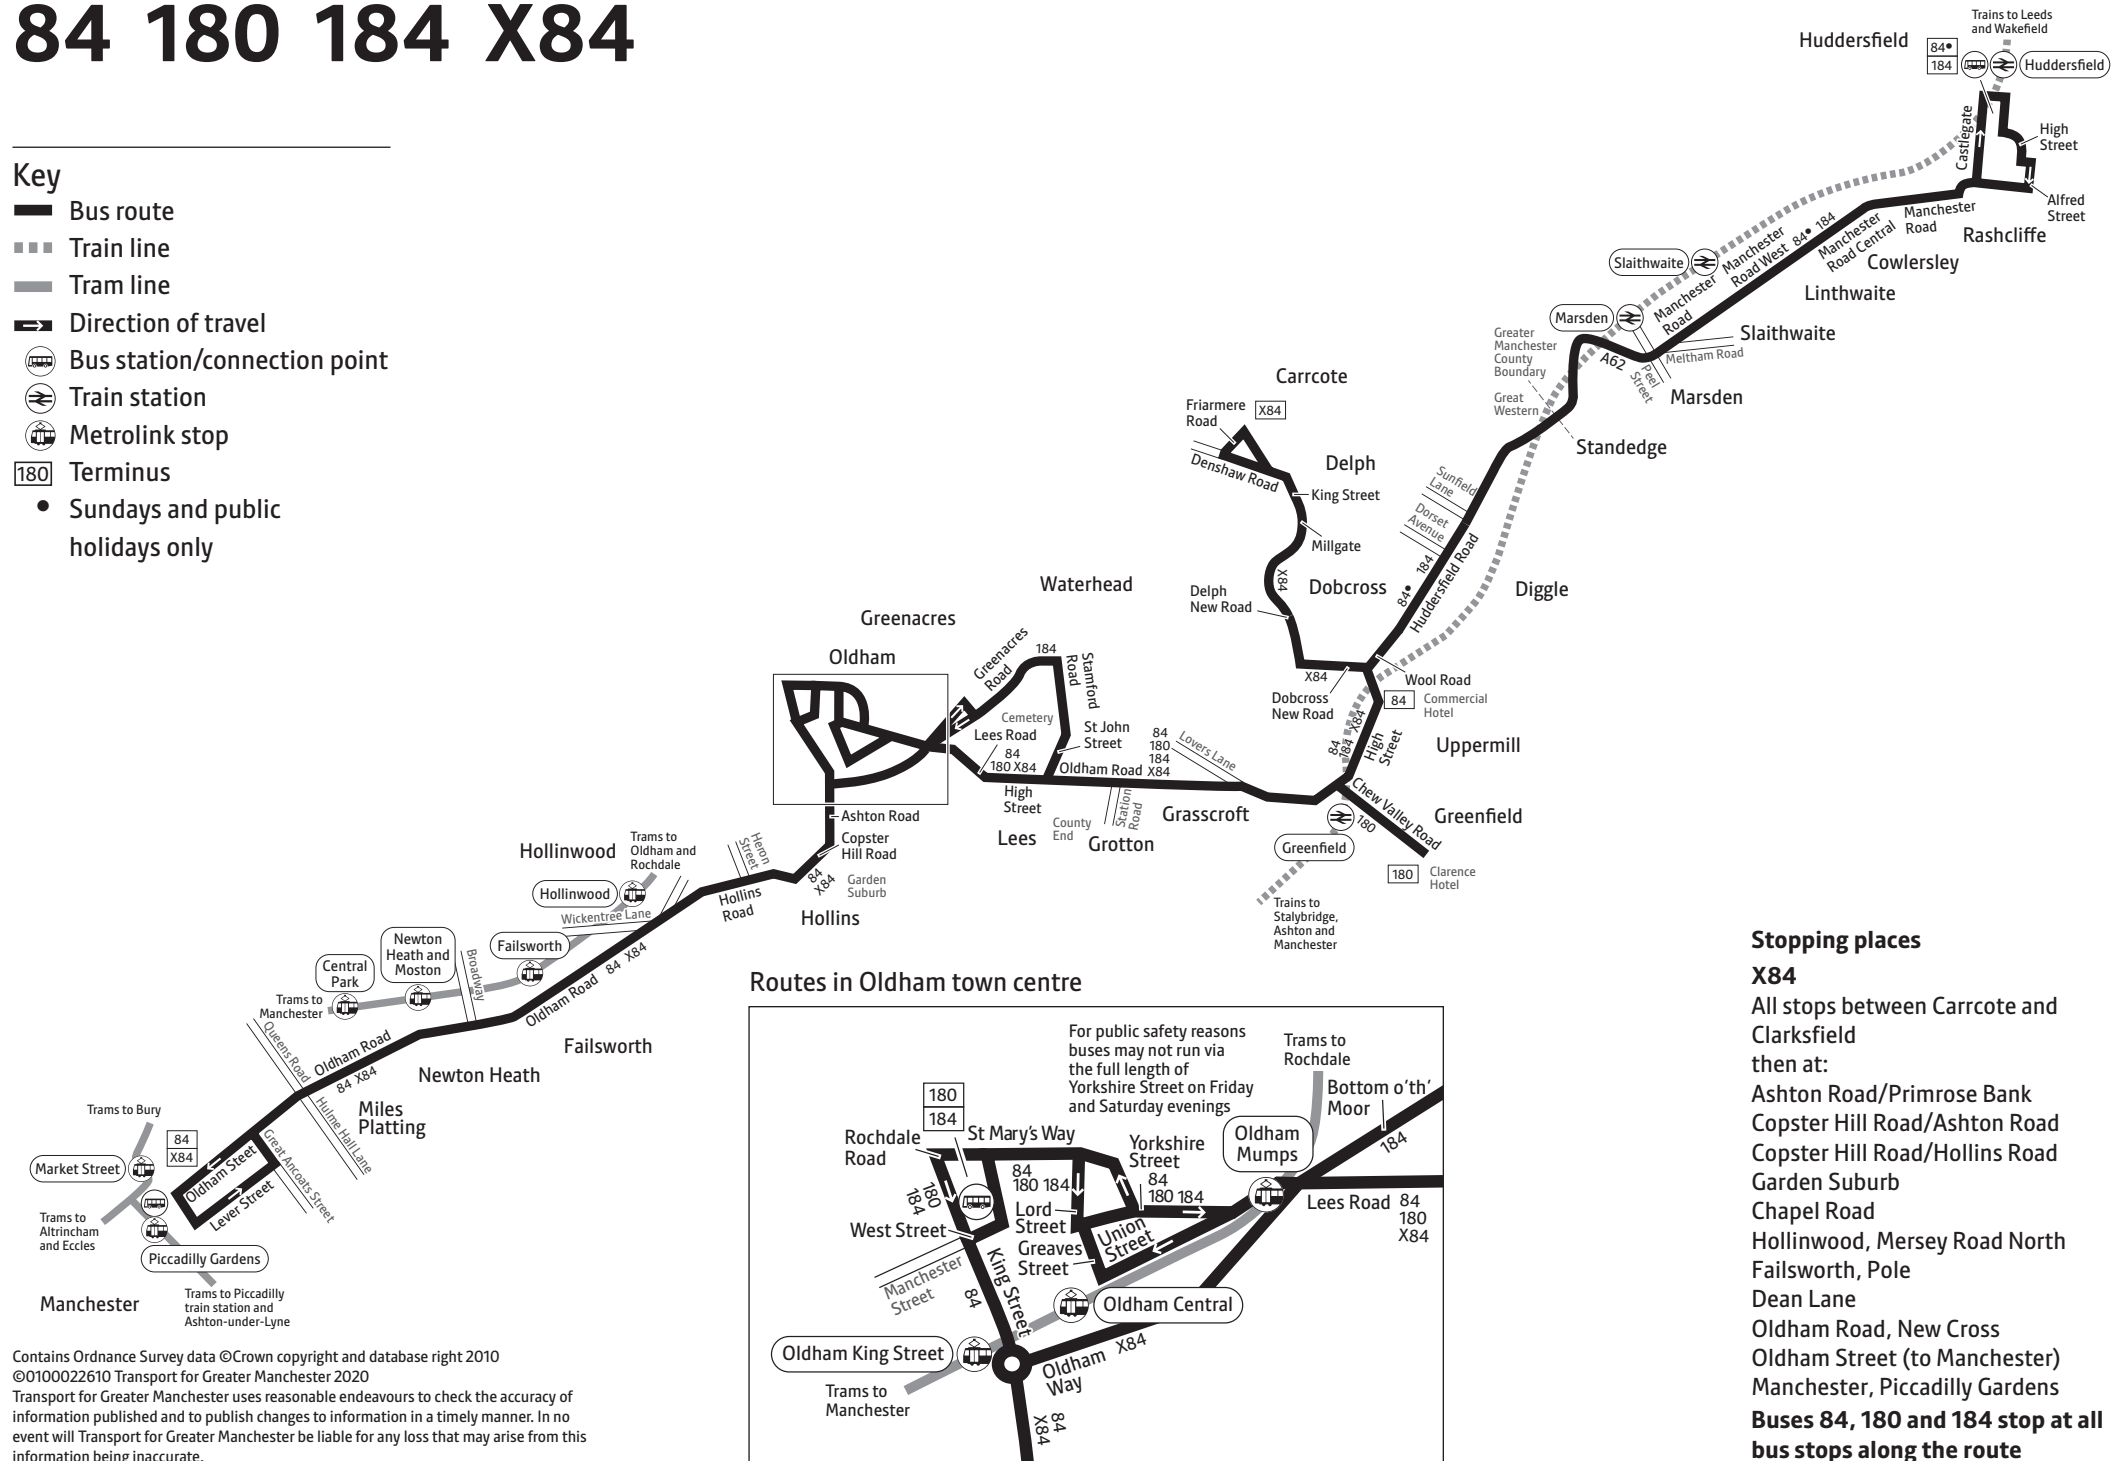 84 180 184 X84
Key
Bus route
Train line
Tram line
Direction of travel
Bus station/connection point
Train station
Metrolink stop
180 Terminus
• Sundays and public
holidays only
Trains to Leeds
and Wakefield
Huddersfield
84•
184
Huddersfield
Castlegate
High
Street
Alfred
Street
Manchester
Road
Rashcliffe
Manchester
Road Central
Cowlersley
84• 184
Manchester
Road West
Linthwaite
Slaithwaite
Manchester
Road
Slaithwaite
Marsden
Meltham Road
A62
Peel
Street
Marsden
Greater
Manchester
County
Boundary
Great
Western
Standedge
Carrcote
Friarmere
Road
X84
Denshaw Road
Delph
King Street
Millgate
X84
Delph
New Road
Dobcross
Sunfield
Lane
Dorset
Avenue
84• 184
Huddersfield Road
Diggle
X84
Dobcross
New Road
Wool Road
84
Commercial
Hotel
84
184 X84
High
Street
Uppermill
Chew Valley Road
180
Greenfield
Greenfield
180
Clarence
Hotel
Trains to
Stalybridge,
Ashton and
Manchester
Waterhead
Greenacres
Oldham
Greenacres
Road
184
Stamford
Road
Cemetery
Lees Road
84
180 X84
St John
Street
Oldham Road
84
180
184
X84
Lovers Lane
High
Street
Lees
County
End
Station
Road
Grotton
Grasscroft
Ashton Road
Copster
Hill Road
84
X84
Garden
Suburb
Hollins
Heron
Street
Hollins
Road
Hollinwood
Trams to
Oldham and
Rochdale
Hollinwood
Wickentree Lane
Failsworth
Newton
Heath and
Moston
Central
Park
Broadway
Trams to
Manchester
Oldham Road 84 X84
Failsworth
Newton Heath
Queens Road
Oldham Road
84 X84
Hulme Hall Lane
Miles
Platting
Great Ancoats Street
Trams to Bury
84
X84
Market Street
Oldham Steet
Lever Street
Trams to
Altrincham
and Eccles
Piccadilly Gardens
Trams to Piccadilly
train station and
Ashton-under-Lyne
Manchester
Routes in Oldham town centre
For public safety reasons
buses may not run via
the full length of
Yorkshire Street on Friday
and Saturday evenings
Trams to
Rochdale
Bottom o'th'
Moor
184
180
184
Rochdale
Road
St Mary's Way
Yorkshire
Street
84
180 184
Oldham
Mumps
84
180 184
180
184
Lord
Street
West Street
Union
Street
Greaves
Street
Lees Road
84
180
X84
Manchester
Street
King Street
84
Oldham Central
Oldham King Street
Oldham
Way
X84
Trams to
Manchester
84
X84
Stopping places
X84
All stops between Carrcote and
Clarksfield
then at:
Ashton Road/Primrose Bank
Copster Hill Road/Ashton Road
Copster Hill Road/Hollins Road
Garden Suburb
Chapel Road
Hollinwood, Mersey Road North
Failsworth, Pole
Dean Lane
Oldham Road, New Cross
Oldham Street (to Manchester)
Manchester, Piccadilly Gardens
Buses 84, 180 and 184 stop at all
bus stops along the route
Contains Ordnance Survey data ©Crown copyright and database right 2010
©0100022610 Transport for Greater Manchester 2020
Transport for Greater Manchester uses reasonable endeavours to check the accuracy of
information published and to publish changes to information in a timely manner. In no
event will Transport for Greater Manchester be liable for any loss that may arise from this
information being inaccurate.